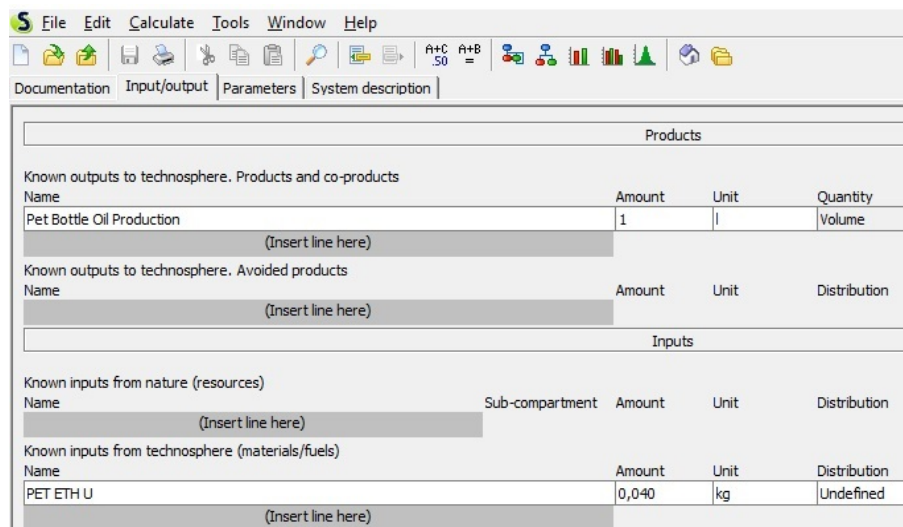 S File Edit Calculate Tools Window Help
A+C .50 A+B =
Documentation Input/output Parameters System description
Products
Known outputs to technosphere. Products and co-products
Name Amount Unit Quantity
Pet Bottle Oil Production 1 l Volume
(Insert line here)
Known outputs to technosphere. Avoided products
Name Amount Unit Distribution
(Insert line here)
Inputs
Known inputs from nature (resources)
Name Sub-compartment Amount Unit Distribution
(Insert line here)
Known inputs from technosphere (materials/fuels)
Name Amount Unit Distribution
PET ETH U 0,040 kg Undefined
(Insert line here)